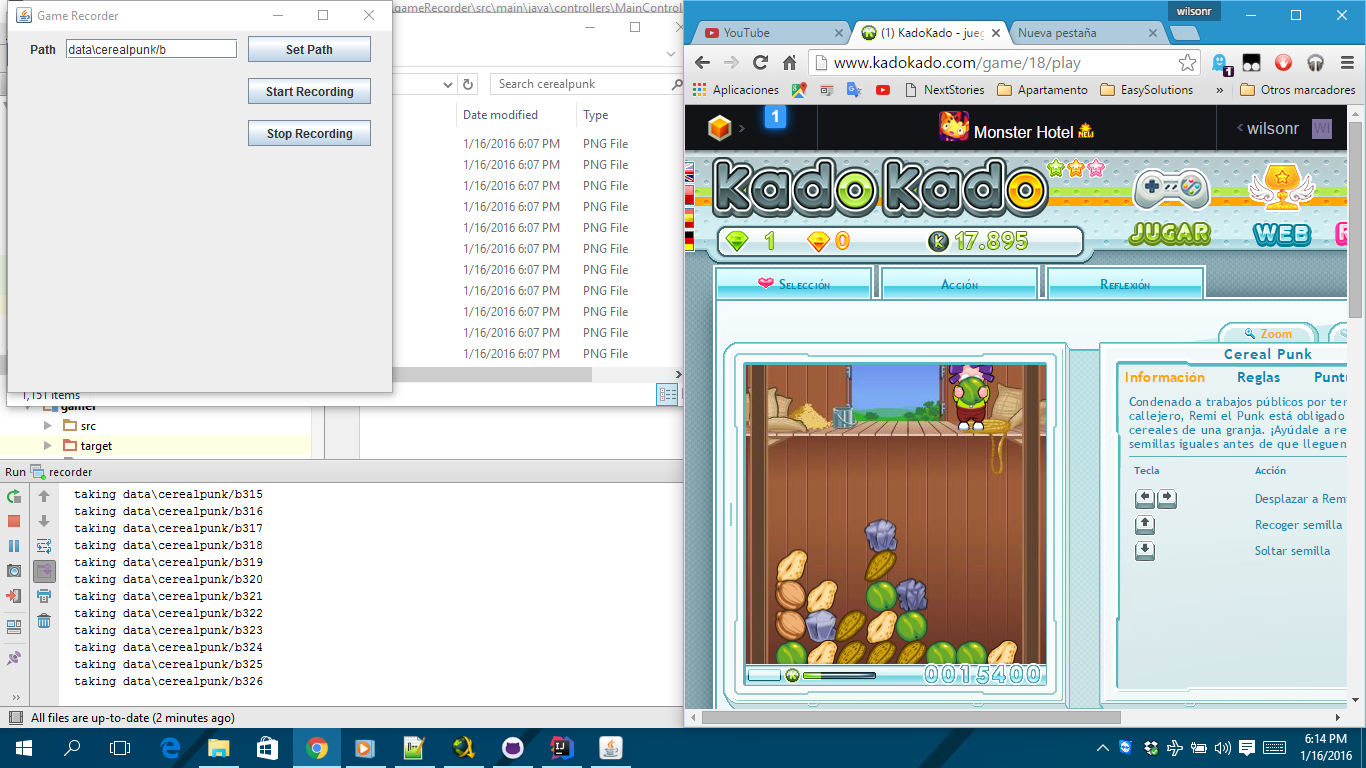 Game Recorder
Path data\cerealpunk/b Set Path
Start Recording
Stop Recording
.gameRecorder\src\main\java\controllers\MainControl
Search cerealpunk
Date modified Type
1/16/2016 6:07 PM PNG File
1/16/2016 6:07 PM PNG File
1/16/2016 6:07 PM PNG File
1/16/2016 6:07 PM PNG File
1/16/2016 6:07 PM PNG File
1/16/2016 6:07 PM PNG File
1/16/2016 6:07 PM PNG File
1/16/2016 6:07 PM PNG File
1/16/2016 6:07 PM PNG File
1/16/2016 6:07 PM PNG File
1/16/2016 6:07 PM PNG File
1,151 items
gamer
src
target
Run recorder
taking data\cerealpunk/b315
taking data\cerealpunk/b316
taking data\cerealpunk/b317
taking data\cerealpunk/b318
taking data\cerealpunk/b319
taking data\cerealpunk/b320
taking data\cerealpunk/b321
taking data\cerealpunk/b322
taking data\cerealpunk/b323
taking data\cerealpunk/b324
taking data\cerealpunk/b325
taking data\cerealpunk/b326
All files are up-to-date (2 minutes ago)
wilsonr
YouTube KadoKado - jueg Nueva pestaña
www.kadokado.com/game/18/play
1
Aplicaciones NextStories Apartamento EasySolutions » Otros marcadores
1 Monster Hotel NEW wilsonr WI
KadoKado
JUGAR WEB R
1 0 K 17.895
Selección Acción Reflexión
Zoom
Cereal Punk
Información Reglas Puntu
Condenado a trabajos públicos por ter
callejero, Remi el Punk está obligado
cereales de una granja. ¡Ayúdale a re
semillas iguales antes de que lleguen
Tecla Acción
Desplazar a Rem
Recoger semilla
Soltar semilla
0015400
6:14 PM
1/16/2016